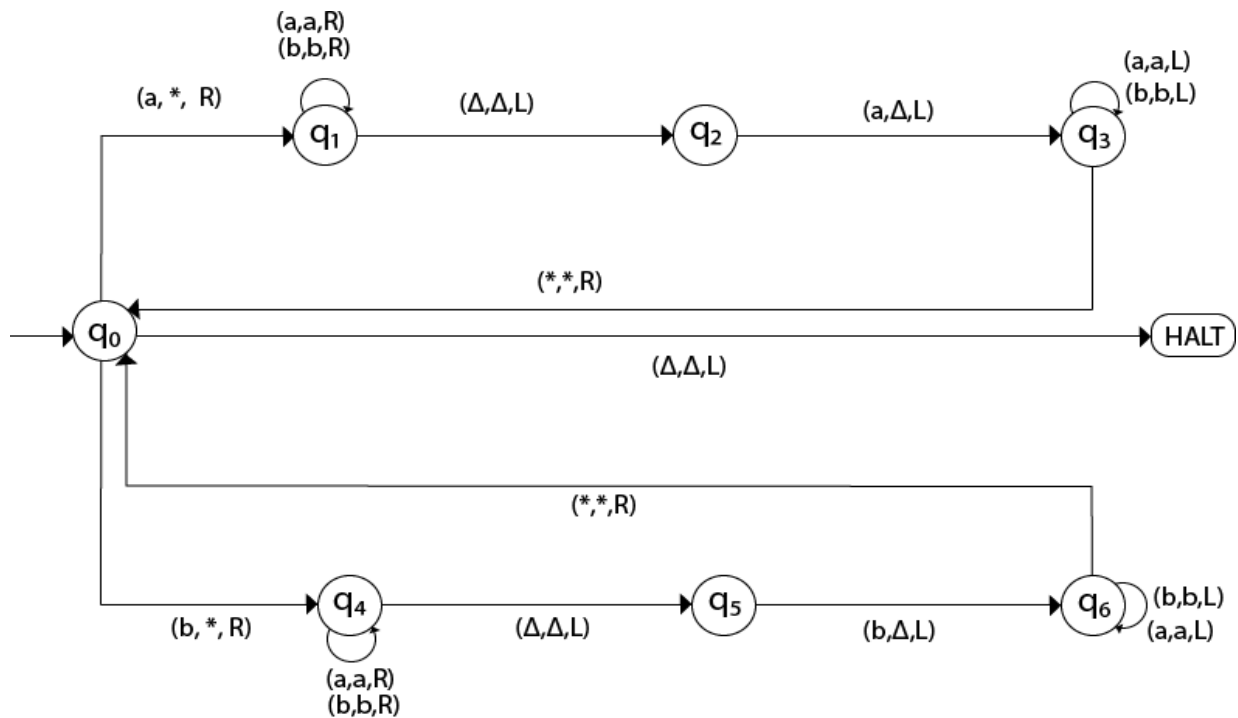 (a,a,R)
(b,b,R)
(a, *, R)
(Δ,Δ,L)
(a,Δ,L)
(a,a,L)
(b,b,L)
q₁
q₂
q₃
(*,*,R)
q₀
HALT
(Δ,Δ,L)
(*,*,R)
q₄
q₅
q₆
(b, *, R)
(Δ,Δ,L)
(b,Δ,L)
(b,b,L)
(a,a,L)
(a,a,R)
(b,b,R)